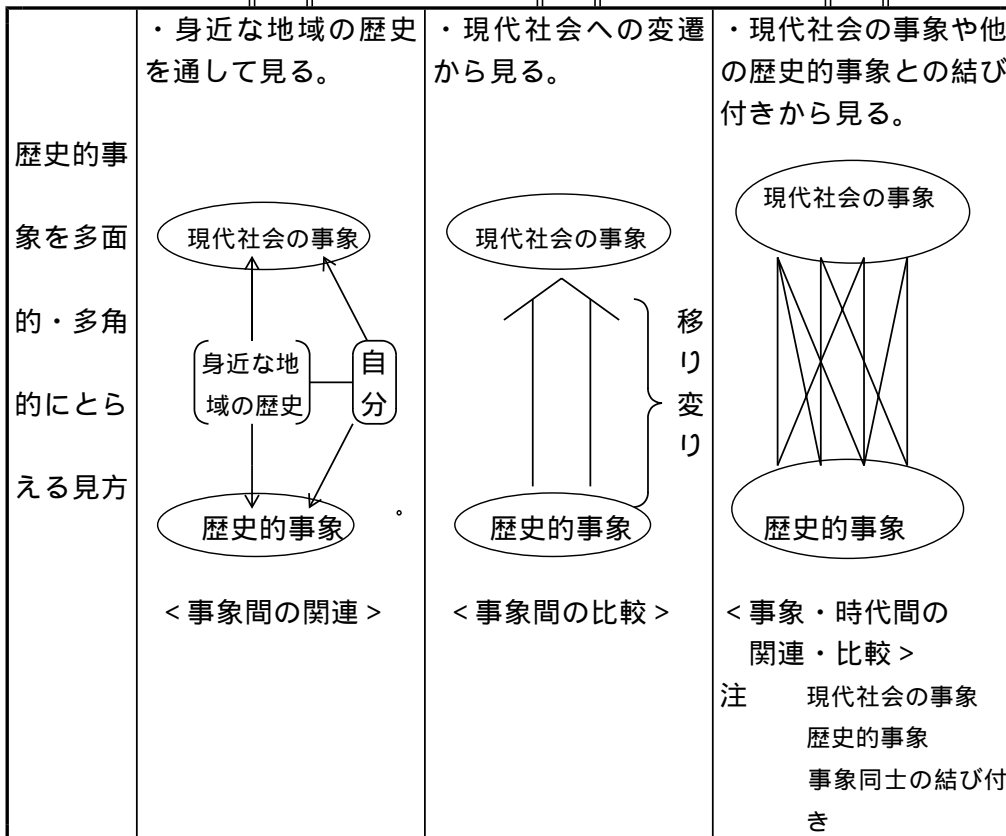 歴史的事
象を多面
的・多角
的にとら
える見方
・身近な地域の歴史
を通して見る。
現代社会の事象
身近な地
域の歴史
自
分
歴史的事象
。
<事象間の関連>
・現代社会への変遷
から見る。
現代社会の事象
移
り
変
り
歴史的事象
<事象間の比較>
・現代社会の事象や他
の歴史的事象との結び
付きから見る。
現代社会の事象
歴史的事象
<事象・時代間の
関連・比較>
注 現代社会の事象
歴史的事象
事象同士の結び付
き